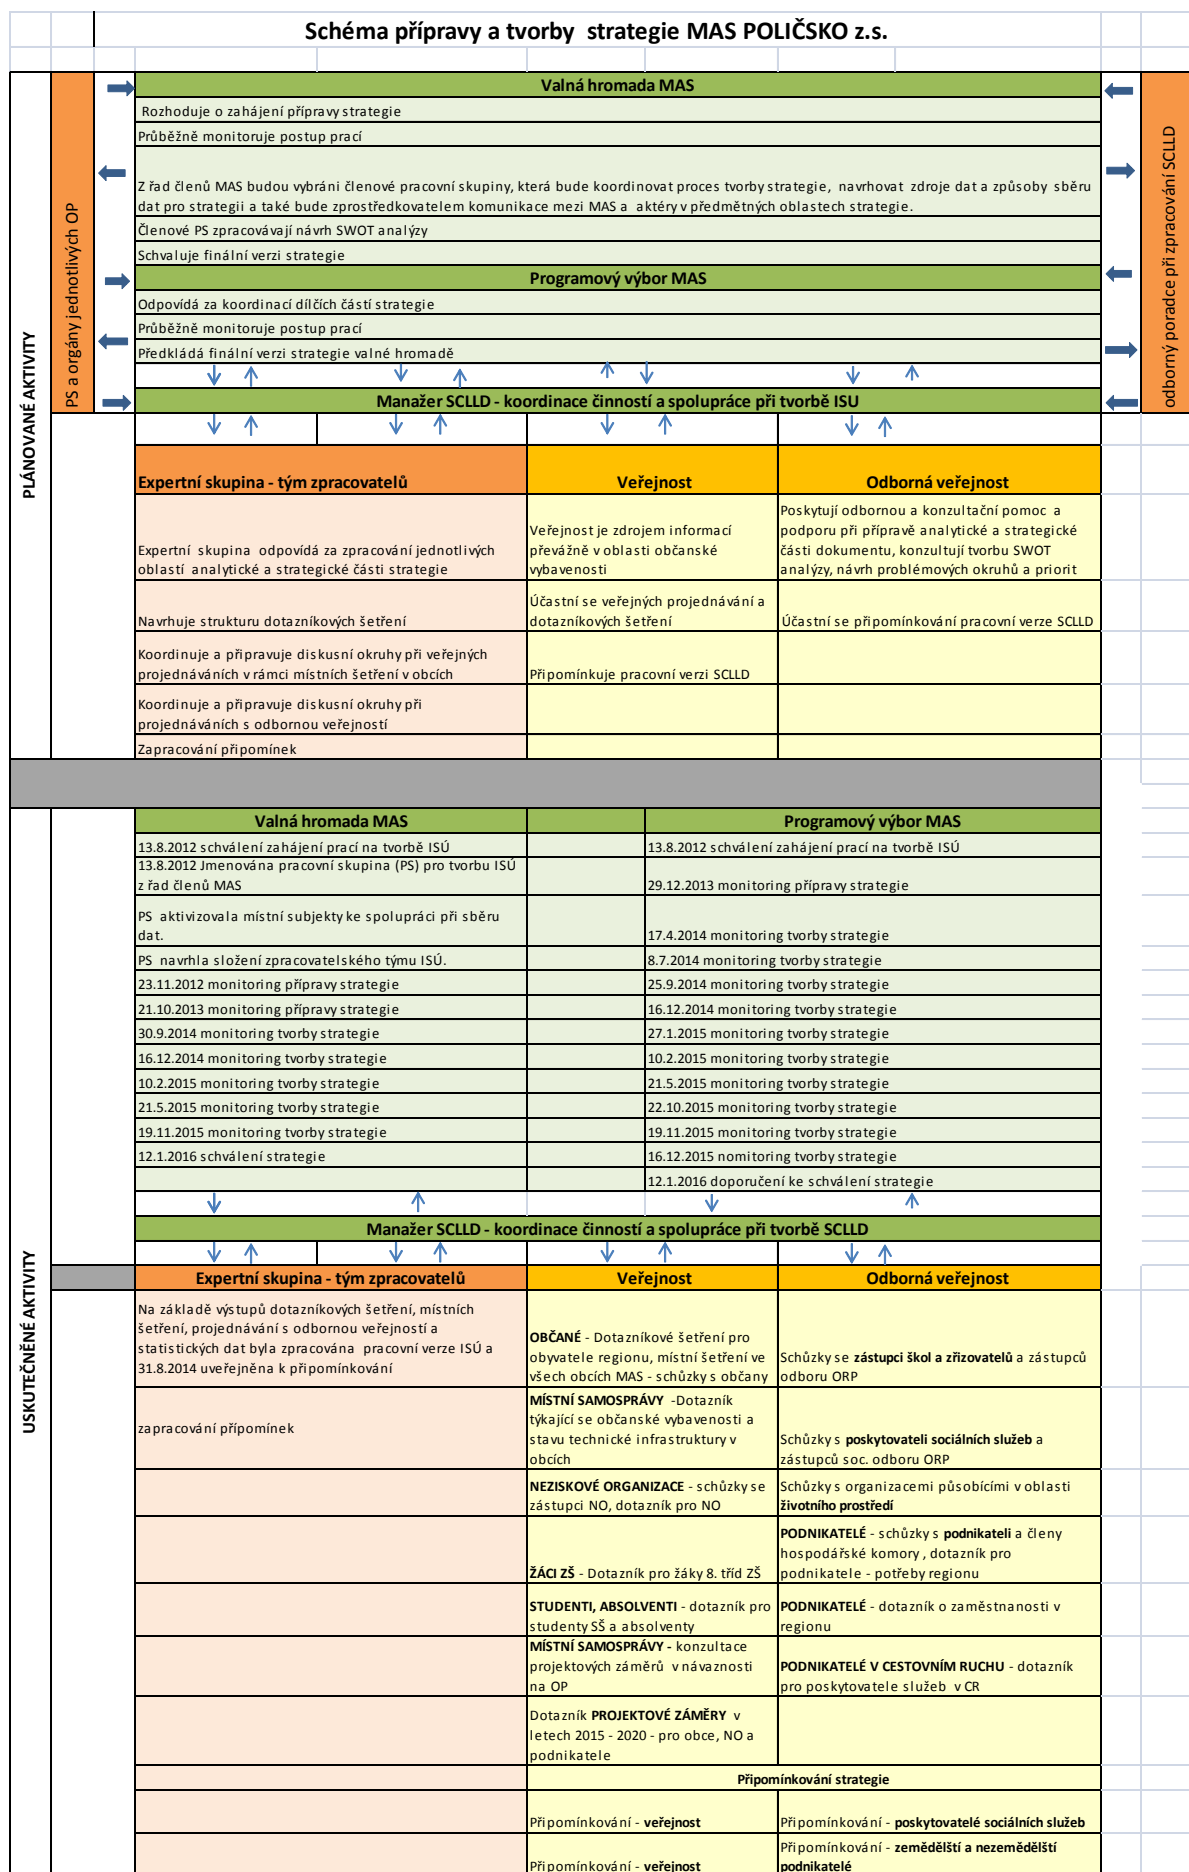 Schéma přípravy a tvorby strategie MAS POLIČSKO z.s.
PLÁNOVANÉ AKTIVITY
PS a orgány jednotlivých OP
odborný poradce při zpracování SCLLD
Valná hromada MAS
Rozhoduje o zahájení přípravy strategie
Průběžně monitoruje postup prací
Z řad členů MAS budou vybráni členové pracovní skupiny, která bude koordinovat proces tvorby strategie, navrhovat zdroje dat a způsoby sběru
dat pro strategii a také bude zprostředkovatelem komunikace mezi MAS a aktéry v předmětných oblastech strategie.
Členové PS zpracovávají návrh SWOT analýzy
Schvaluje finální verzi strategie
Programový výbor MAS
Odpovídá za koordinací dílčích částí strategie
Průběžně monitoruje postup prací
Předkládá finální verzi strategie valné hromadě
Manažer SCLLD - koordinace činností a spolupráce při tvorbě ISU
Expertní skupina - tým zpracovatelů
Veřejnost
Odborná veřejnost
Expertní skupina odpovídá za zpracování jednotlivých
oblastí analytické a strategické části strategie
Veřejnost je zdrojem informací
převážně v oblasti občanské
vybavenosti
Poskytují odbornou a konzultační pomoc a
podporu při přípravě analytické a strategické
části dokumentu, konzultují tvorbu SWOT
analýzy, návrh problémových okruhů a priorit
Navrhuje strukturu dotazníkových šetření
Účastní se veřejných projednávání a
dotazníkových šetření
Účastní se připomínkování pracovní verze SCLLD
Koordinuje a připravuje diskusní okruhy při veřejných
projednáváních v rámci místních šetření v obcích
Připomínkuje pracovní verzi SCLLD
Koordinuje a připravuje diskusní okruhy při
projednáváních s odbornou veřejností
Zapracování připomínek
USKUTEČNĚNÉ AKTIVITY
Valná hromada MAS
Programový výbor MAS
13.8.2012 schválení zahájení prací na tvorbě ISÚ
13.8.2012 schválení zahájení prací na tvorbě ISÚ
13.8.2012 Jmenována pracovní skupina (PS) pro tvorbu ISÚ
z řad členů MAS
29.12.2013 monitoring přípravy strategie
PS aktivizovala místní subjekty ke spolupráci při sběru
dat.
17.4.2014 monitoring tvorby strategie
PS navrhla složení zpracovatelského týmu ISÚ.
8.7.2014 monitoring tvorby strategie
23.11.2012 monitoring přípravy strategie
25.9.2014 monitoring tvorby strategie
21.10.2013 monitoring přípravy strategie
16.12.2014 monitoring tvorby strategie
30.9.2014 monitoring tvorby strategie
27.1.2015 monitoring tvorby strategie
16.12.2014 monitoring tvorby strategie
10.2.2015 monitoring tvorby strategie
10.2.2015 monitoring tvorby strategie
21.5.2015 monitoring tvorby strategie
21.5.2015 monitoring tvorby strategie
22.10.2015 monitoring tvorby strategie
19.11.2015 monitoring tvorby strategie
19.11.2015 monitoring tvorby strategie
12.1.2016 schválení strategie
16.12.2015 nomitoring tvorby strategie
12.1.2016 doporučení ke schválení strategie
Manažer SCLLD - koordinace činností a spolupráce při tvorbě SCLLD
Expertní skupina - tým zpracovatelů
Veřejnost
Odborná veřejnost
Na základě výstupů dotazníkových šetření, místních
šetření, projednávání s odbornou veřejností a
statistických dat byla zpracována pracovní verze ISÚ a
31.8.2014 uveřejněna k připomínkování
OBČANÉ - Dotazníkové šetření pro
obyvatele regionu, místní šetření ve
všech obcích MAS - schůzky s občany
Schůzky se zástupci škol a zřizovatelů a zástupců
odboru ORP
zapracování přípomínek
MÍSTNÍ SAMOSPRÁVY -Dotazník
týkající se občanské vybavenosti a
stavu technické infrastruktury v
obcích
Schůzky s poskytovateli sociálních služeb a
zástupců soc. odboru ORP
NEZISKOVÉ ORGANIZACE - schůzky se
zástupci NO, dotazník pro NO
Schůzky s organizacemi působícími v oblasti
životního prostředí
ŽÁCI ZŠ - Dotazník pro žáky 8. tříd ZŠ
PODNIKATELÉ - schůzky s podnikateli a členy
hospodářské komory , dotazník pro
podnikatele - potřeby regionu
STUDENTI, ABSOLVENTI - dotazník pro
studenty SŠ a absolventy
PODNIKATELÉ - dotazník o zaměstnanosti v
regionu
MÍSTNÍ SAMOSPRÁVY - konzultace
projektových záměrů v návaznosti
na OP
PODNIKATELÉ V CESTOVNÍM RUCHU - dotazník
pro poskytovatele služeb v CR
Dotazník PROJEKTOVÉ ZÁMĚRY v
letech 2015 - 2020 - pro obce, NO a
podnikatele
Připomínkování strategie
Připomínkování - veřejnost
Připomínkování - poskytovatelé sociálních služeb
Připomínkování - veřejnost
Připomínkování - zemědělští a nezemědělští
podnikatelé